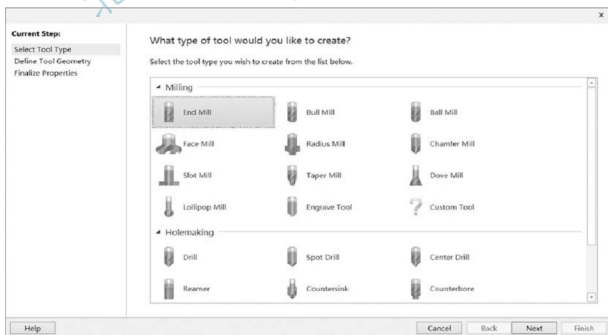 x
Current Step:
Select Tool Type
Define Tool Geometry
Finalize Properties
What type of tool would you like to create?
Select the tool type you wish to create from the list below.
Milling
End Mill
Bull Mill
Ball Mill
Face Mill
Radius Mill
Chamfer Mill
Slot Mill
Taper Mill
Dove Mill
Lollipop Mill
Engrave Tool
Custom Tool
Holemaking
Drill
Spot Drill
Center Drill
Reamer
Countersink
Counterbore
Help
Cancel
Back
Next
Finish